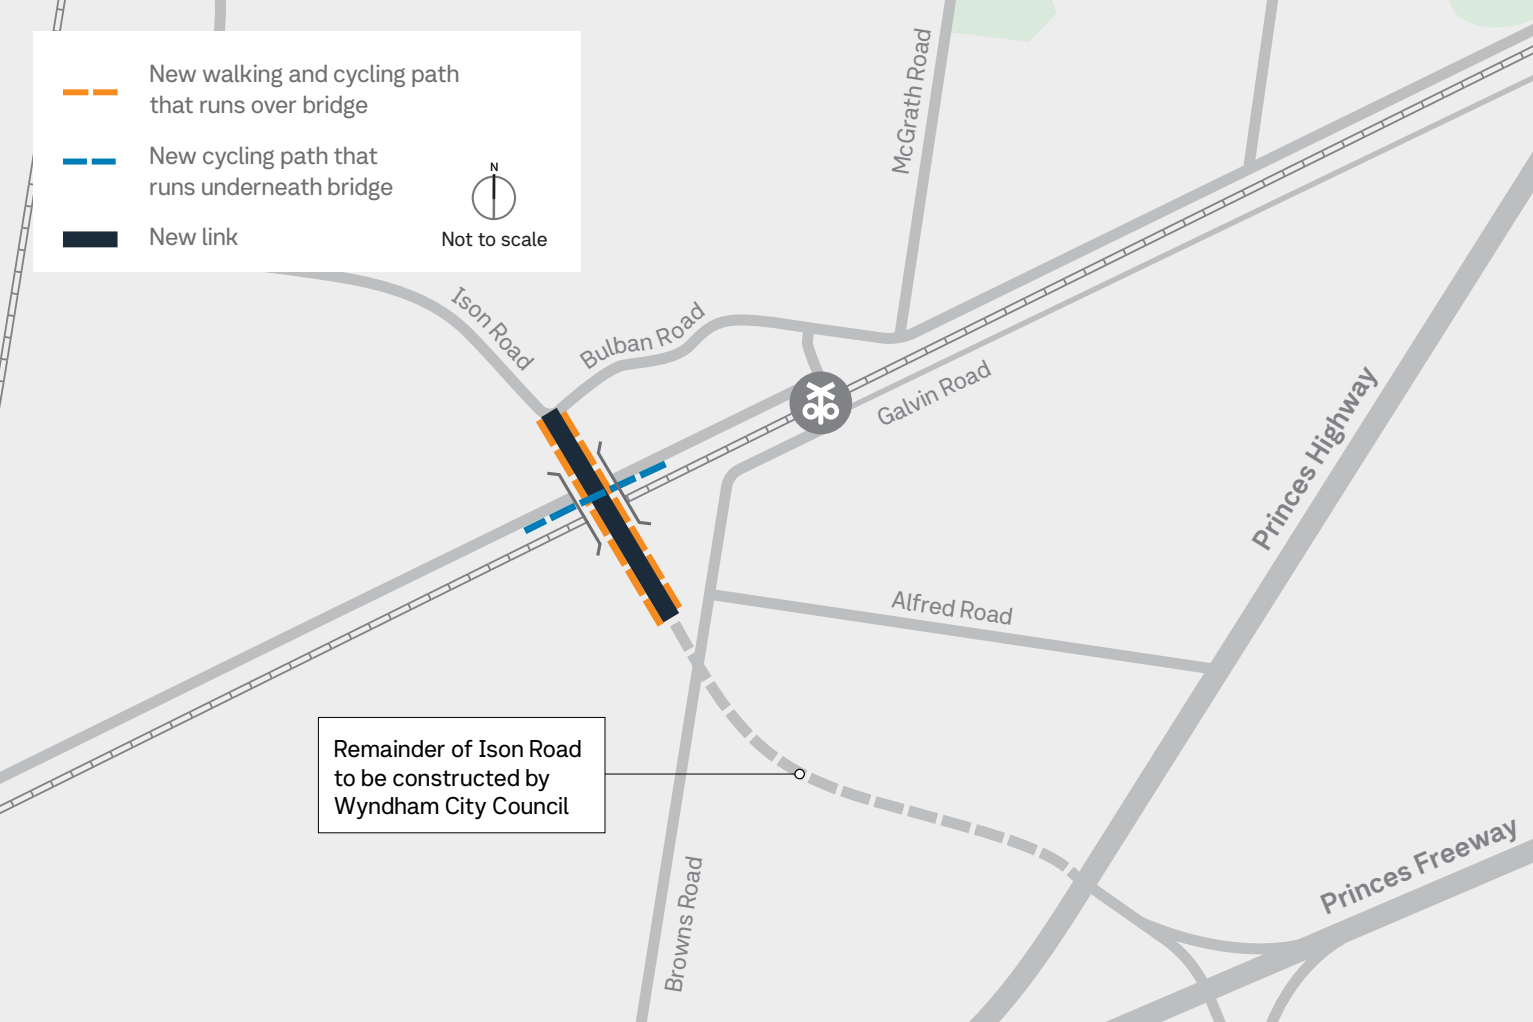 New walking and cycling path
that runs over bridge
New cycling path that
runs underneath bridge
New link
N
Not to scale
McGrath Road
Ison Road
Bulban Road
Galvin Road
Princes Highway
Alfred Road
Remainder of Ison Road
to be constructed by
Wyndham City Council
Browns Road
Princes Freeway